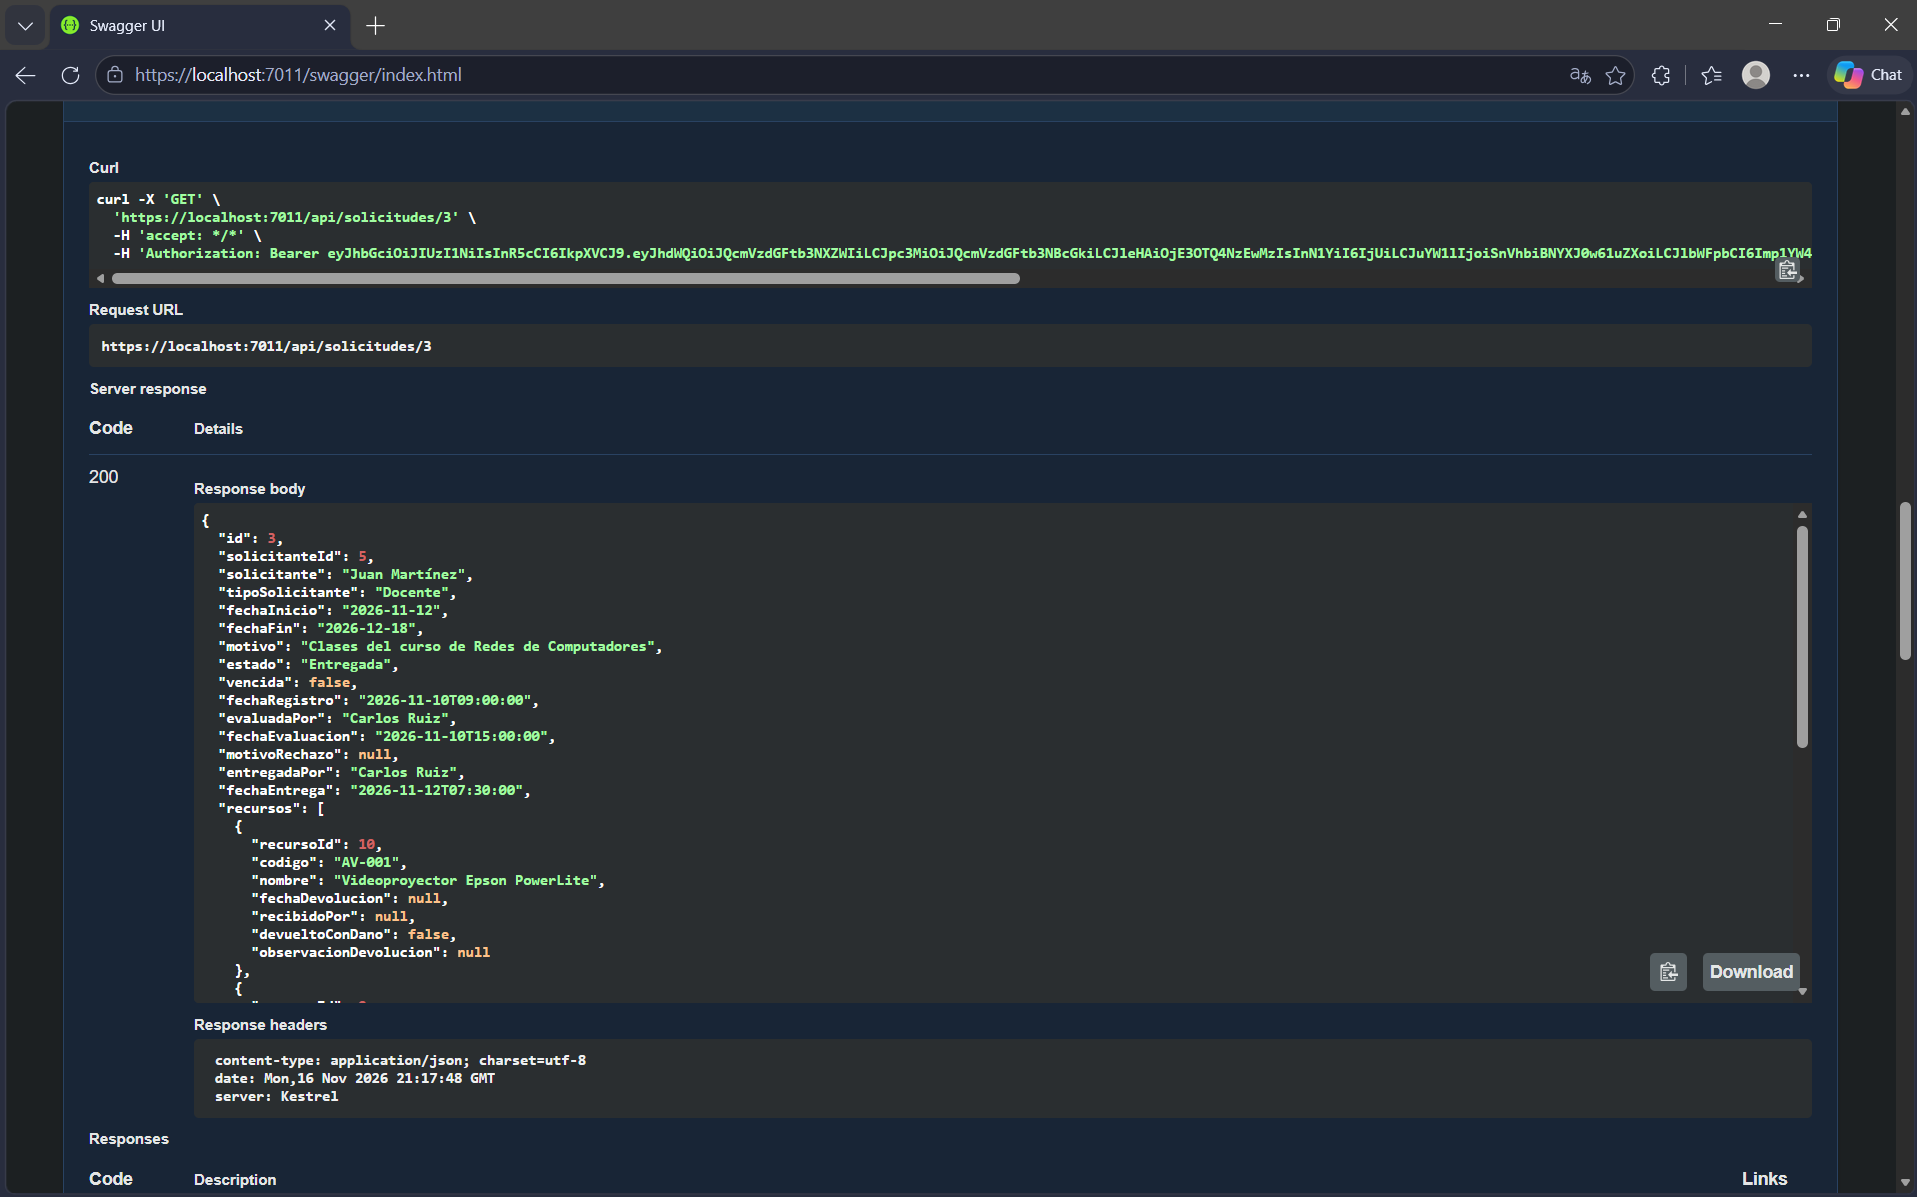 Swagger UI
https://localhost:7011/swagger/index.html
Chat
Curl
curl -X 'GET' \
'https://localhost:7011/api/solicitudes/3' \
-H 'accept: */*' \
-H 'Authorization: Bearer eyJhbGciOiJIUzI1NiIsInR5cCI6IkpXVCJ9.eyJhdWQiOiJQcmVzdGFtb3NXZWIiLCJpc3MiOiJQcmVzdGFtb3NBcGkiLCJleHAiOjE3OTQ4NzEwMzIsInN1YiI6IjUiLCJuYW1lIjoiSnVhbiBNYXJ0w61uZXoiLCJlbWFpbCI6Imp1YW4
Request URL
https://localhost:7011/api/solicitudes/3
Server response
Code Details
200
Response body
{
"id": 3,
"solicitanteId": 5,
"solicitante": "Juan Martínez",
"tipoSolicitante": "Docente",
"fechaInicio": "2026-11-12",
"fechaFin": "2026-12-18",
"motivo": "Clases del curso de Redes de Computadores",
"estado": "Entregada",
"vencida": false,
"fechaRegistro": "2026-11-10T09:00:00",
"evaluadaPor": "Carlos Ruiz",
"fechaEvaluacion": "2026-11-10T15:00:00",
"motivoRechazo": null,
"entregadaPor": "Carlos Ruiz",
"fechaEntrega": "2026-11-12T07:30:00",
"recursos": [
{
"recursoId": 10,
"codigo": "AV-001",
"nombre": "Videoproyector Epson PowerLite",
"fechaDevolucion": null,
"recibidoPor": null,
"devueltoConDano": false,
"observacionDevolucion": null
},
{
Download
Response headers
content-type: application/json; charset=utf-8
date: Mon,16 Nov 2026 21:17:48 GMT
server: Kestrel
Responses
Code Description Links